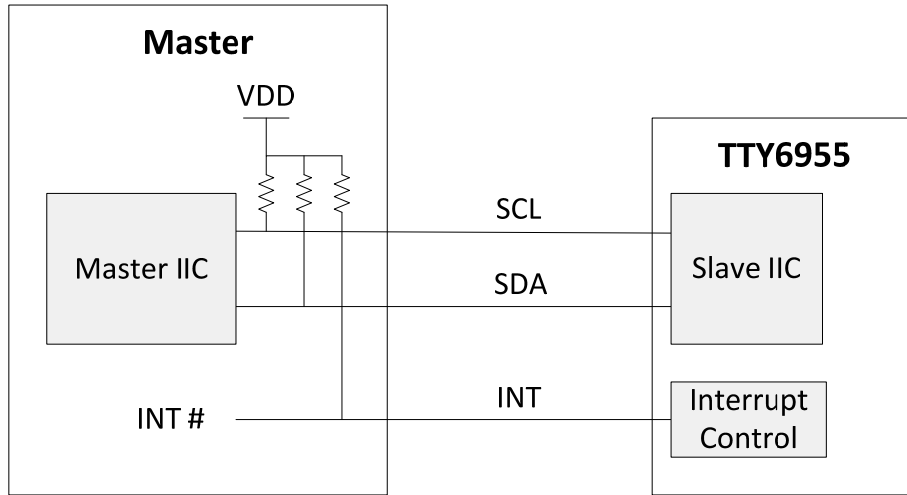 Master
VDD
TTY6955
SCL
Master IIC
Slave IIC
SDA
INT #
INT
Interrupt
Control